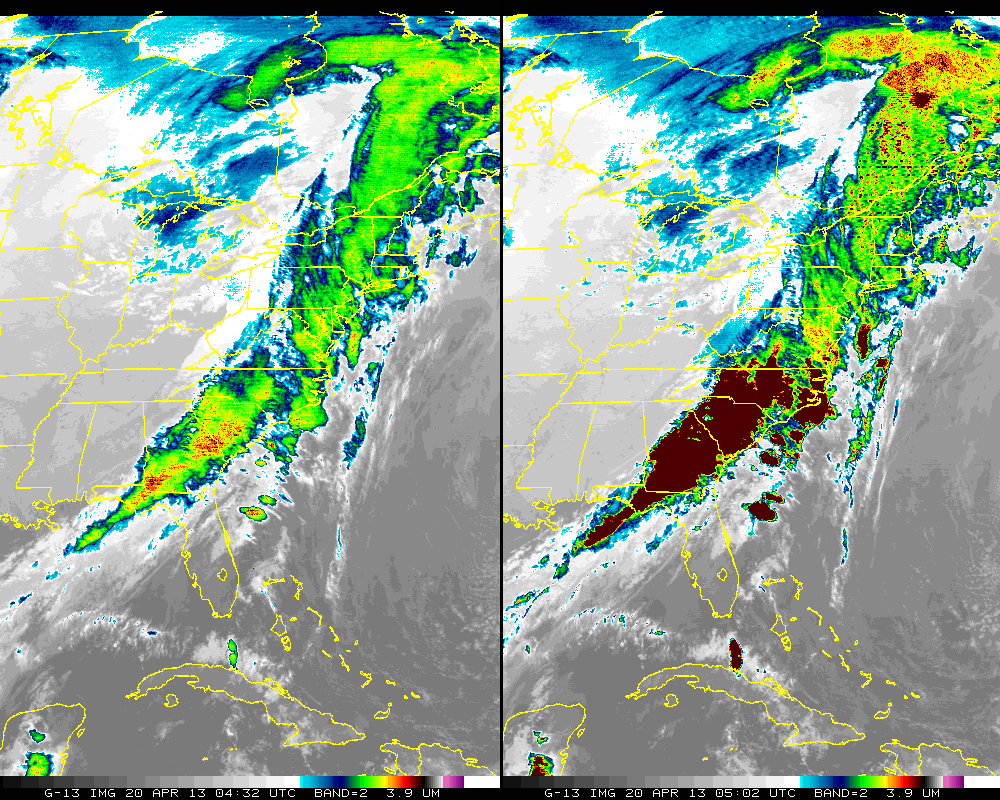 G-13 IMG 20 APR 13 04:32 UTC BAND=2 3.9 UM
G-13 IMG 20 APR 13 05:02 UTC BAND=2 3.9 UM